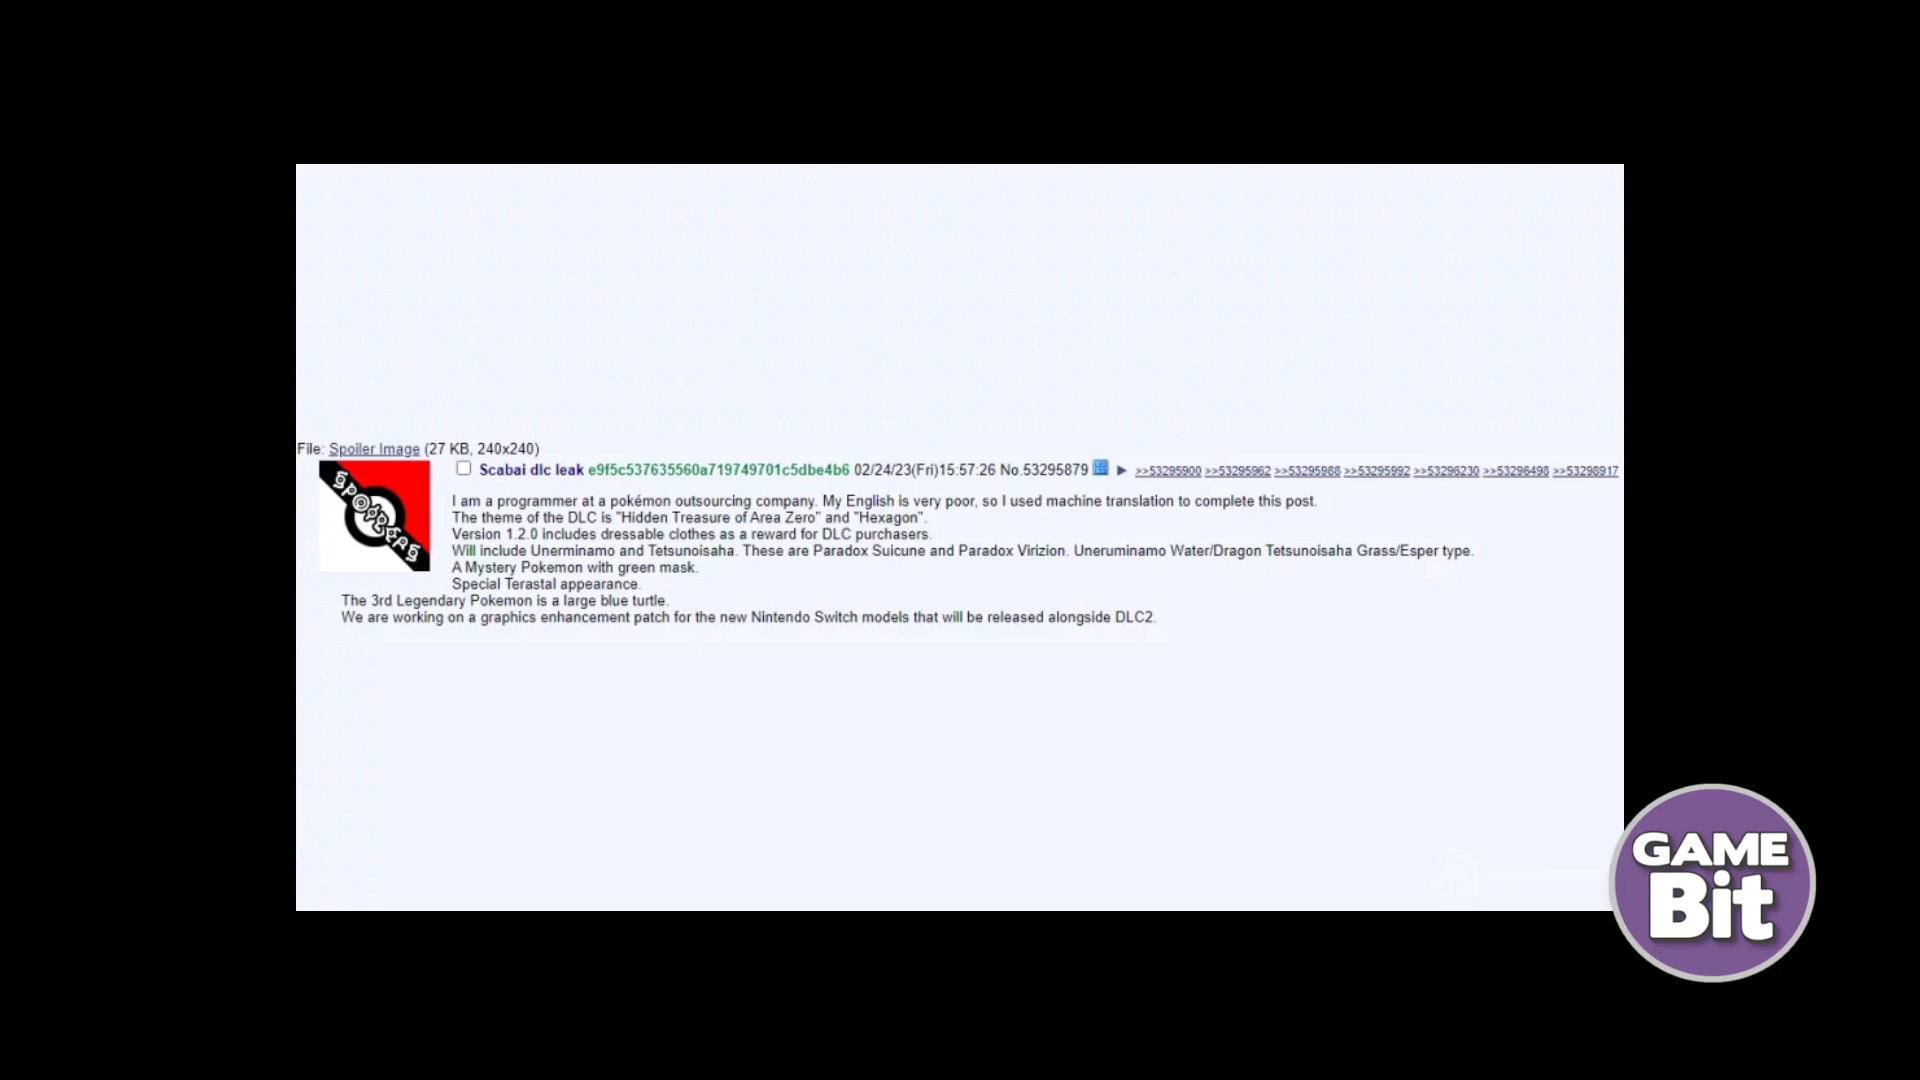 File: Spoiler Image (27 KB, 240x240)
SPOILERS
Scabai dlc leak e9f5c537635560a719749701c5dbe4b6 02/24/23(Fri)15:57:26 No.53295879 ▶ >>53295900 >>53295962 >>53295988 >>53295992 >>53296230 >>53296498 >>53298917
I am a programmer at a pokémon outsourcing company. My English is very poor, so I used machine translation to complete this post.
The theme of the DLC is "Hidden Treasure of Area Zero" and "Hexagon".
Version 1.2.0 includes dressable clothes as a reward for DLC purchasers.
Will include Unerminamo and Tetsunoisaha. These are Paradox Suicune and Paradox Virizion. Uneruminamo Water/Dragon Tetsunoisaha Grass/Esper type.
A Mystery Pokemon with green mask.
Special Terastal appearance.
The 3rd Legendary Pokemon is a large blue turtle.
We are working on a graphics enhancement patch for the new Nintendo Switch models that will be released alongside DLC2.
GAME
Bit